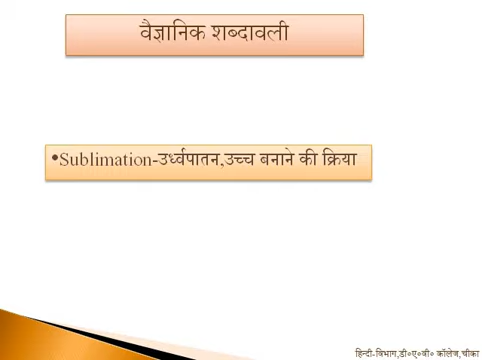 वैज्ञानिक शब्दावली
•Sublimation-उर्ध्वपातन,उच्च बनाने की क्रिया
हिन्दी-विभाग,डी०ए०वी० कॉलेज,चीका